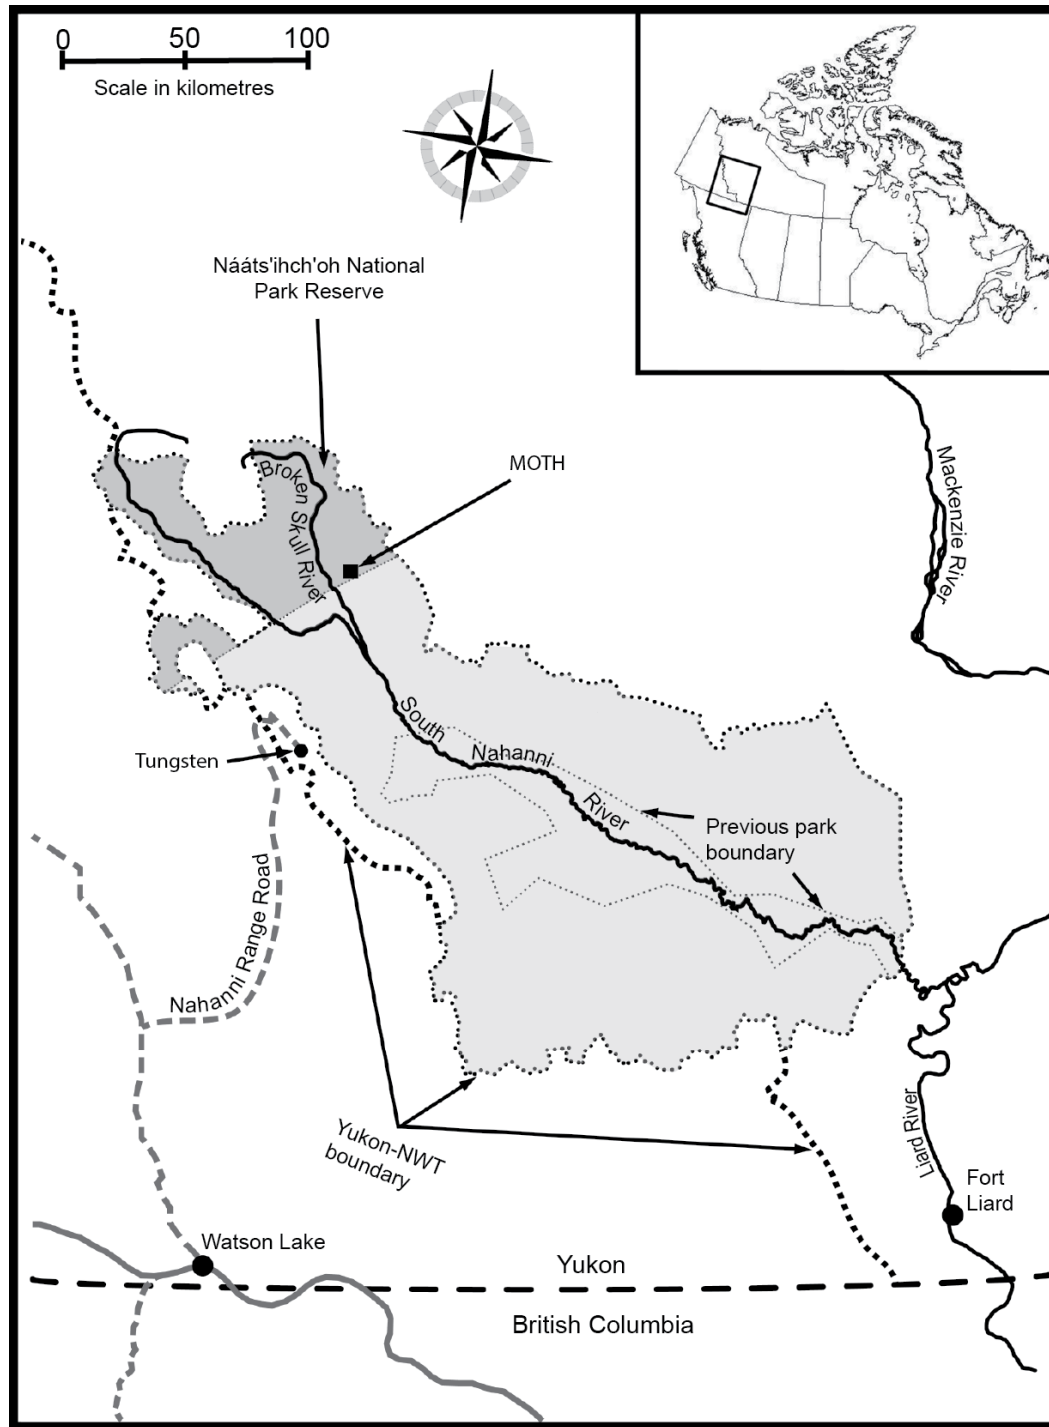 0 50 100
Scale in kilometres
Nááts'ihch'oh National
Park Reserve
MOTH
Mackenzie River
Broken Skull River
South Nahanni River
Tungsten
Previous park
boundary
Nahanni Range Road
Yukon-NWT
boundary
Liard River
Fort
Liard
Watson Lake
Yukon
British Columbia